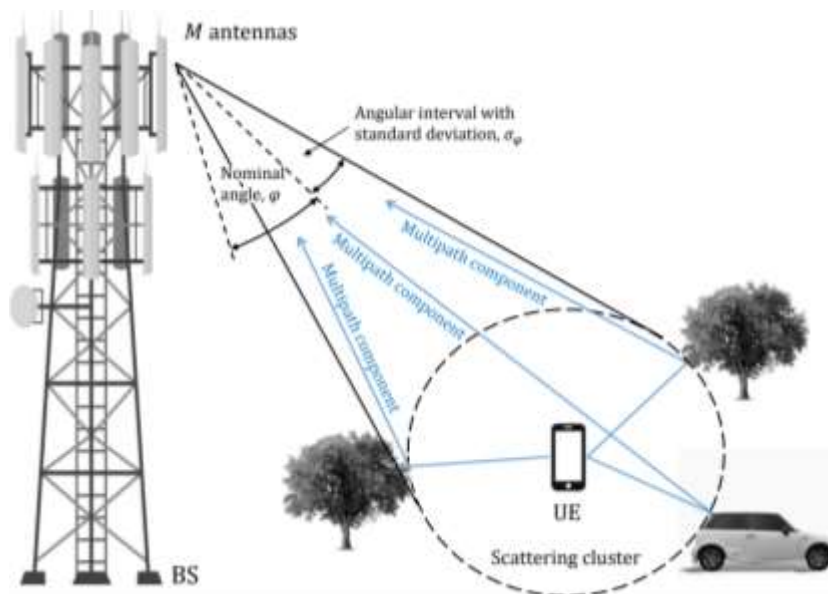 M antennas
Angular interval with
standard deviation, σφ
Nominal
angle, φ
Multipath component
Multipath component
Multipath component
UE
Scattering cluster
BS